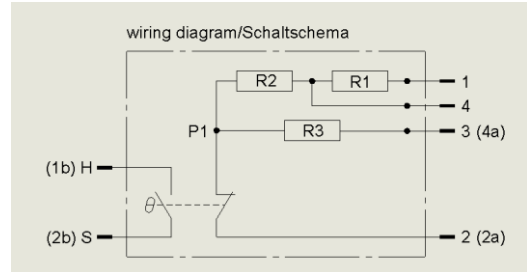 wiring diagram/Schaltschema
R2 R1 1
4
P1 R3 3 (4a)
(1b) H
θ
(2b) S 2 (2a)